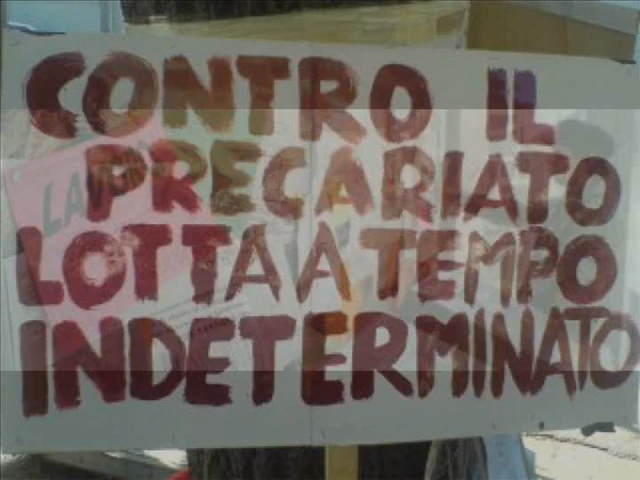 CONTRO IL
PRECARIATO
LOTTA A TEMPO
INDETERMINATO